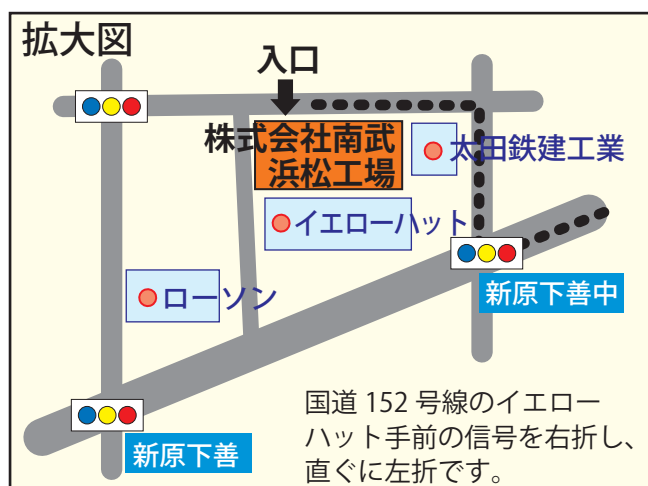 拡大図
入口
株式会社南武
浜松工場
太田鉄建工業
イエローハット
ローソン
新原下善中
新原下善
国道 152 号線のイエロー
ハット手前の信号を右折し、
直ぐに左折です。